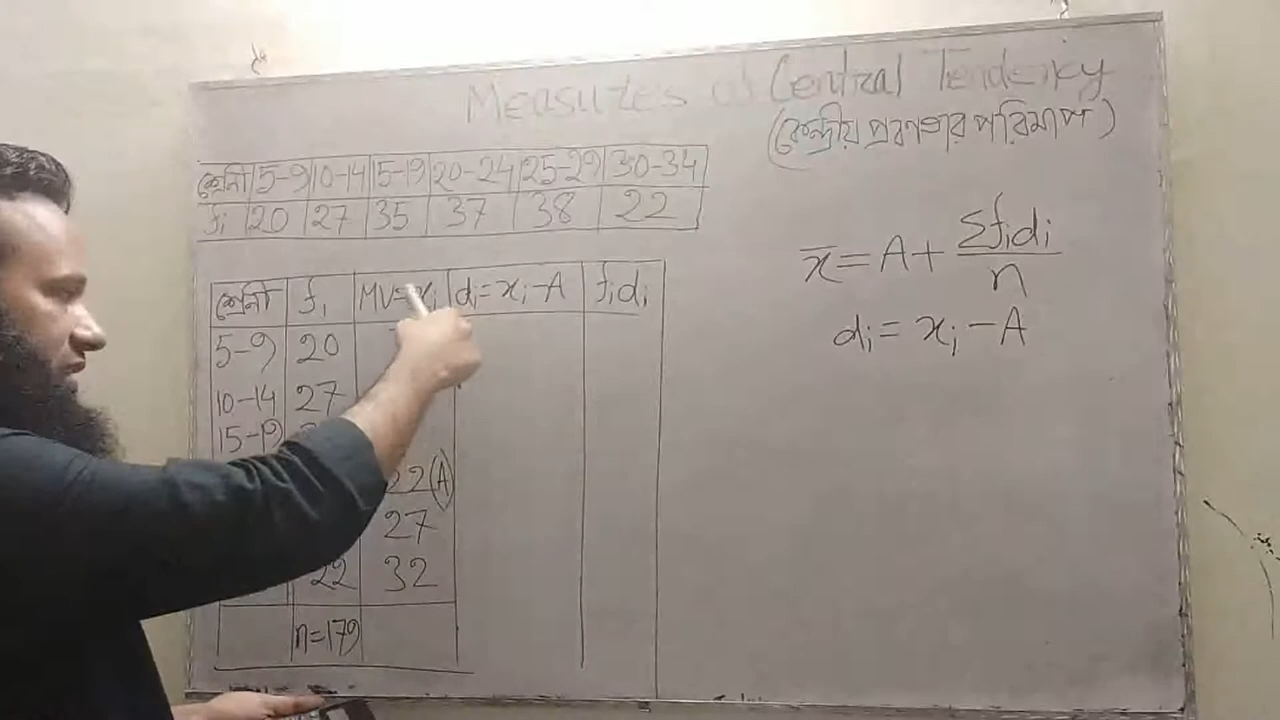 Measures of Central Tendency
(কেন্দ্রীয় প্রবণতার পরিমাপ)
শ্রেণী 5-9 10-14 15-19 20-24 25-29 30-34
fᵢ 20 27 35 37 38 22
x̅ = A + Σfᵢdᵢ/n
dᵢ = xᵢ - A
শ্রেণী fᵢ MV=xᵢ dᵢ=xᵢ-A fᵢdᵢ
5-9 20
10-14 27
15-19
22(A)
27
22 32
n=179